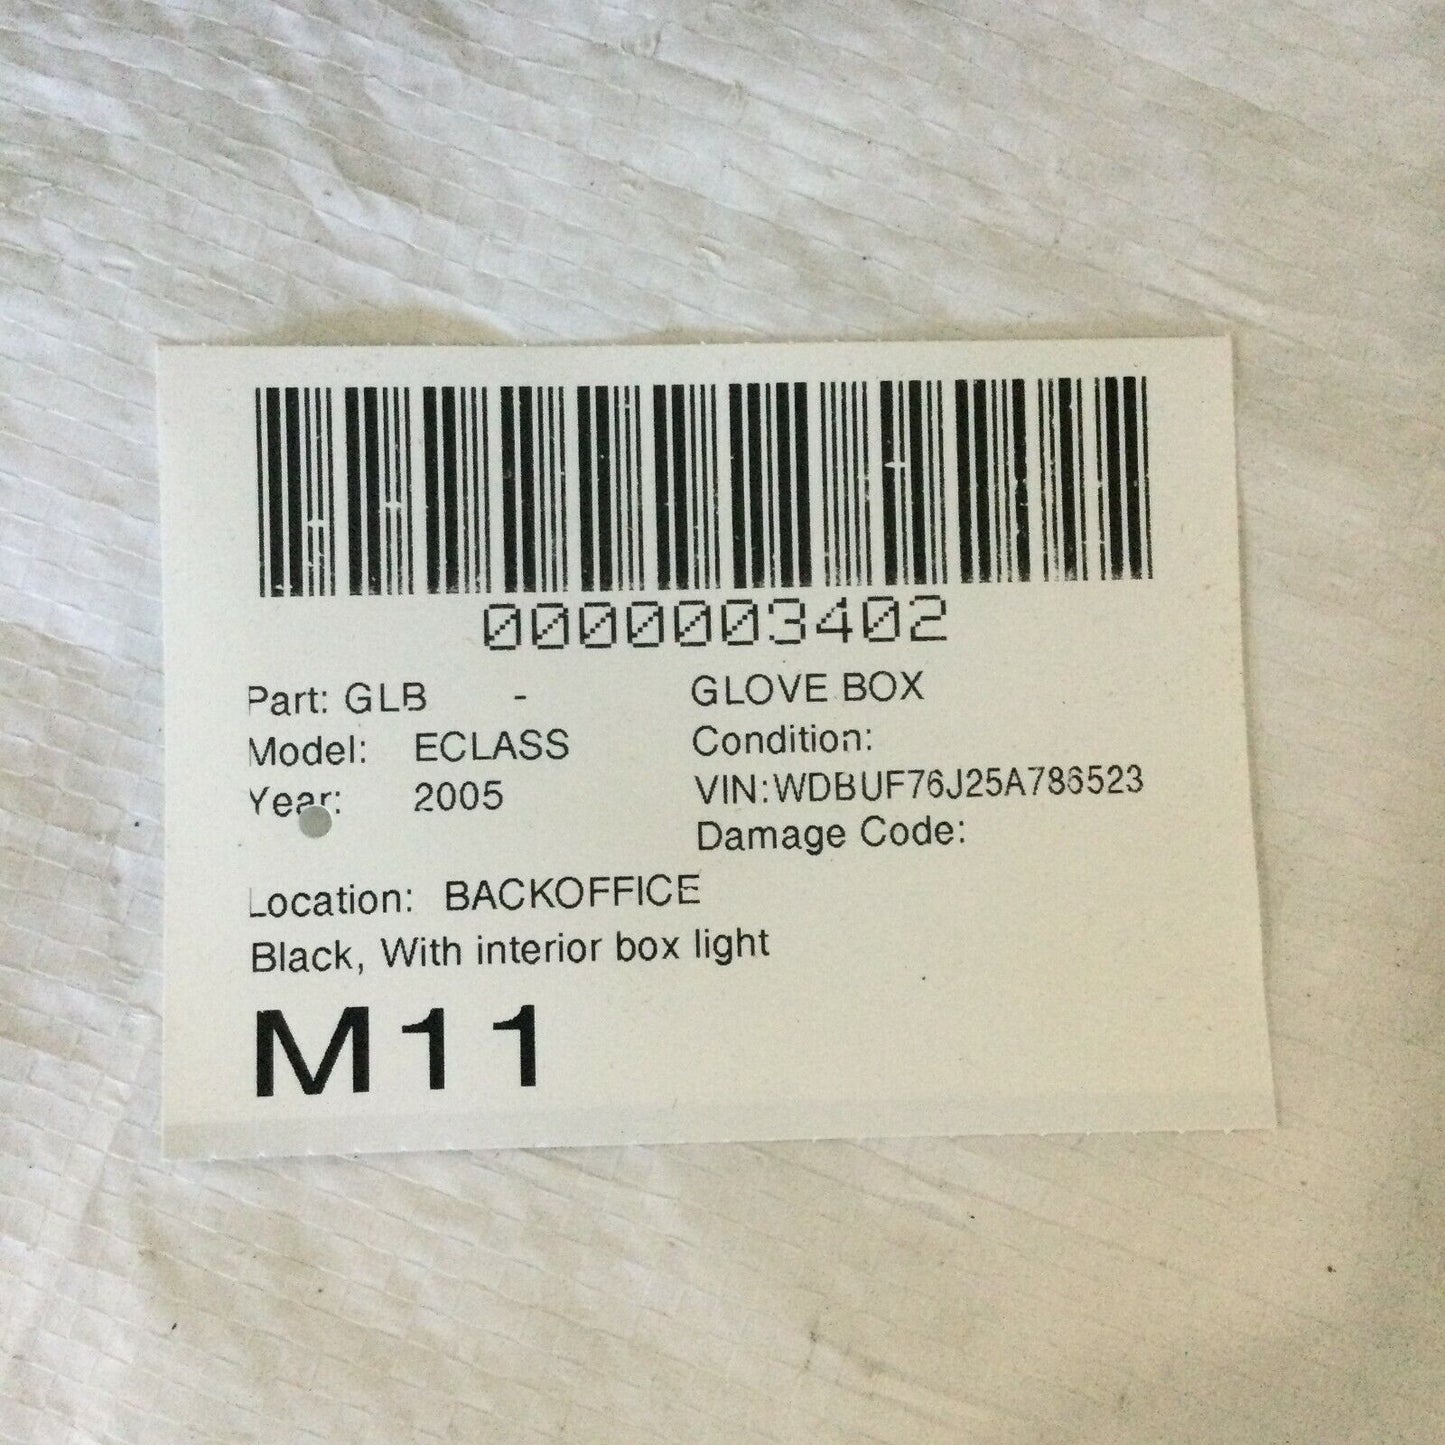 0000003402
Part: GLB - GLOVE BOX
Model: ECLASS Condition:
Year: 2005 VIN:WDBUF76J25A786523
Damage Code:
Location: BACKOFFICE
Black, With interior box light
M11